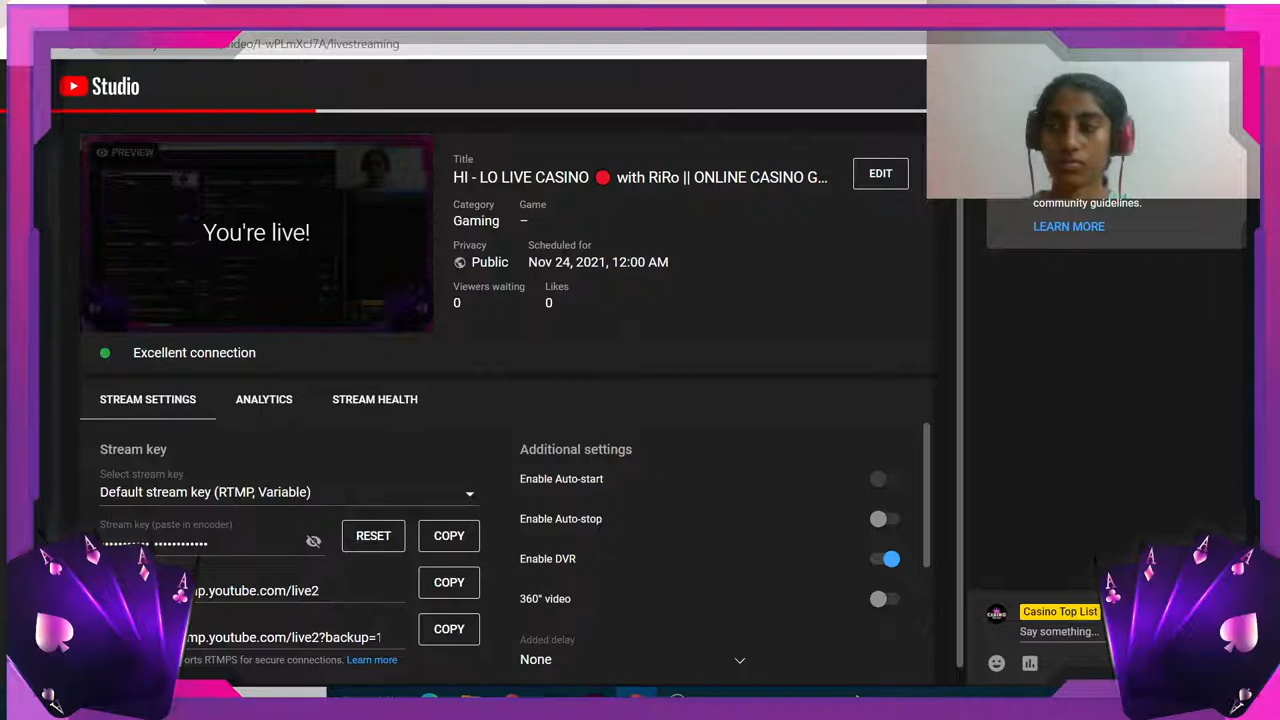 video/l-wPLmXcJ7A/livestreaming
Studio
PREVIEW
You're live!
Title
HI - LO LIVE CASINO 🔴 with RiRo || ONLINE CASINO G...
EDIT
Category Game
Gaming –
Privacy Scheduled for
Public Nov 24, 2021, 12:00 AM
Viewers waiting Likes
0 0
Excellent connection
community guidelines.
LEARN MORE
STREAM SETTINGS ANALYTICS STREAM HEALTH
Stream key
Select stream key
Default stream key (RTMP, Variable)
Stream key (paste in encoder)
RESET COPY
mp.youtube.com/live2
COPY
mp.youtube.com/live2?backup=1
COPY
orts RTMPS for secure connections. Learn more
Additional settings
Enable Auto-start
Enable Auto-stop
Enable DVR
360° video
Added delay
None
CASINO
Casino Top List
Say something...
A A A A
A A A A